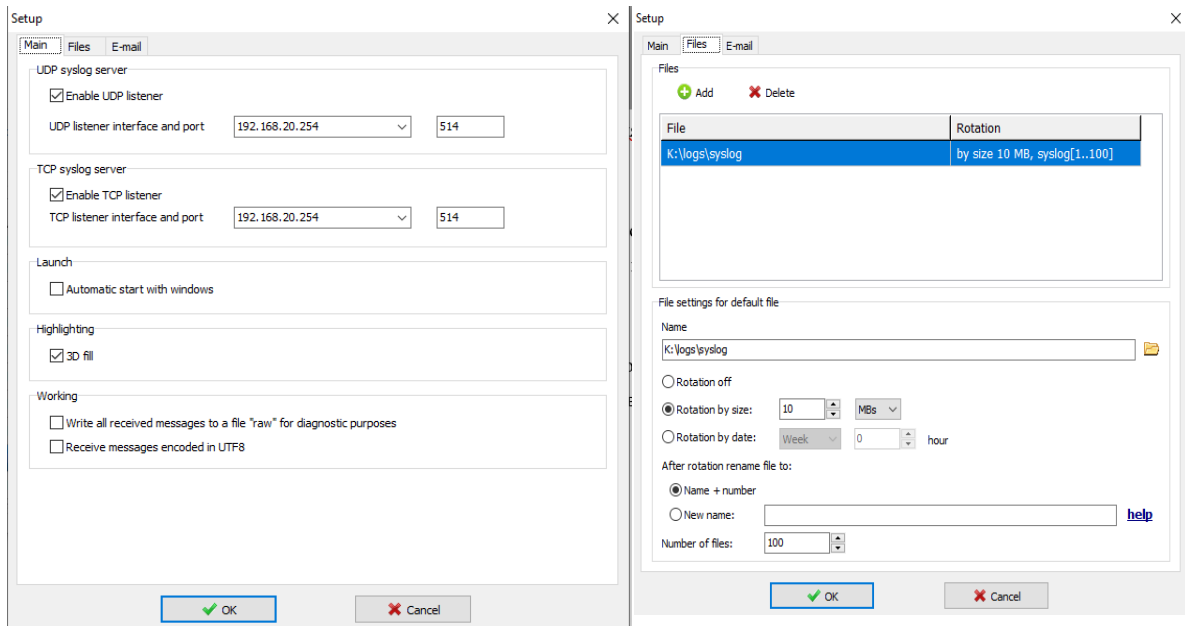 Setup
Main Files E-mail
UDP syslog server
Enable UDP listener
UDP listener interface and port 192.168.20.254 514
TCP syslog server
Enable TCP listener
TCP listener interface and port 192.168.20.254 514
Launch
Automatic start with windows
Highlighting
3D fill
Working
Write all received messages to a file "raw" for diagnostic purposes
Receive messages encoded in UTF8
OK Cancel
Setup
Main Files E-mail
Files
Add Delete
File Rotation
K:\logs\syslog by size 10 MB, syslog[1..100]
File settings for default file
Name
K:\logs\syslog
Rotation off
Rotation by size: 10 MBs
Rotation by date: Week 0 hour
After rotation rename file to:
Name + number
New name: help
Number of files: 100
OK Cancel